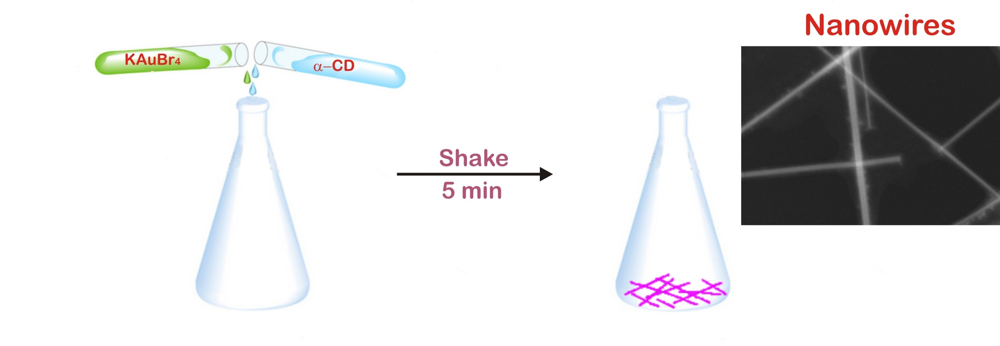 Nanowires
KAuBr₄
α–CD
Shake
5 min